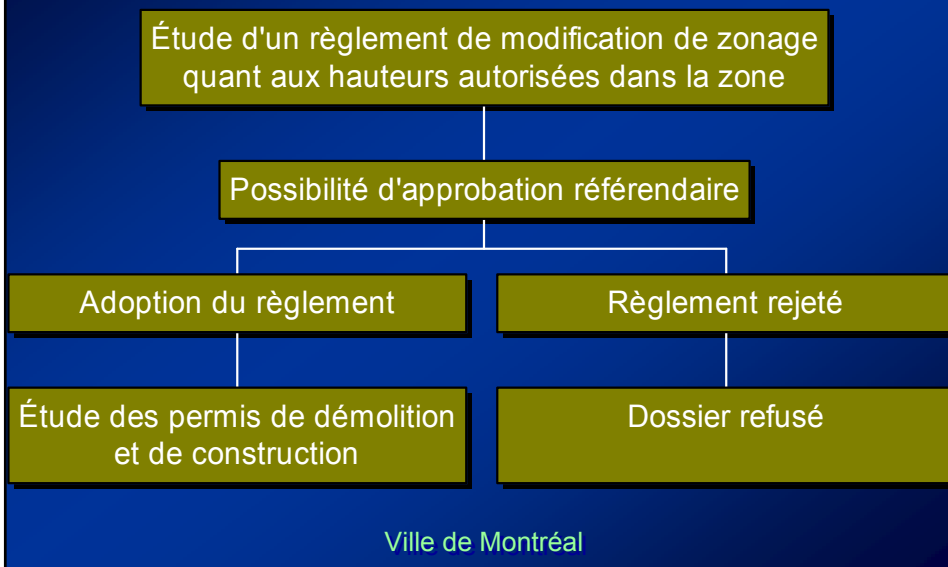 Étude d'un règlement de modification de zonage
quant aux hauteurs autorisées dans la zone
Possibilité d'approbation référendaire
Adoption du règlement
Règlement rejeté
Étude des permis de démolition
et de construction
Dossier refusé
Ville de Montréal